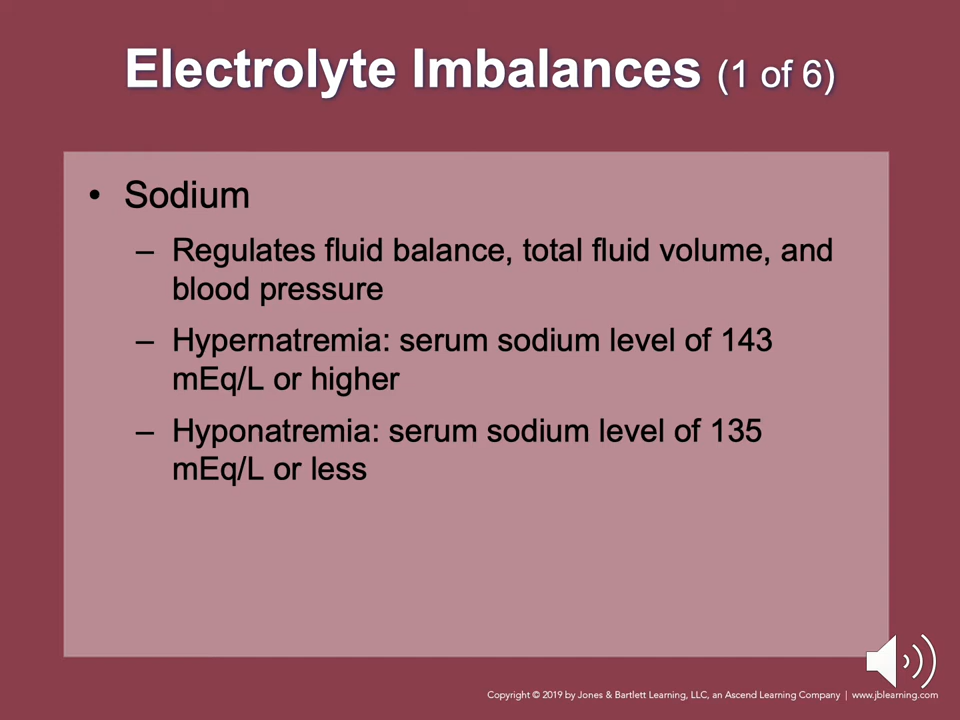 Electrolyte Imbalances (1 of 6)
• Sodium
– Regulates fluid balance, total fluid volume, and
blood pressure
– Hypernatremia: serum sodium level of 143
mEq/L or higher
– Hyponatremia: serum sodium level of 135
mEq/L or less
Copyright © 2019 by Jones & Bartlett Learning, LLC, an Ascend Learning Company | www.jblearning.com